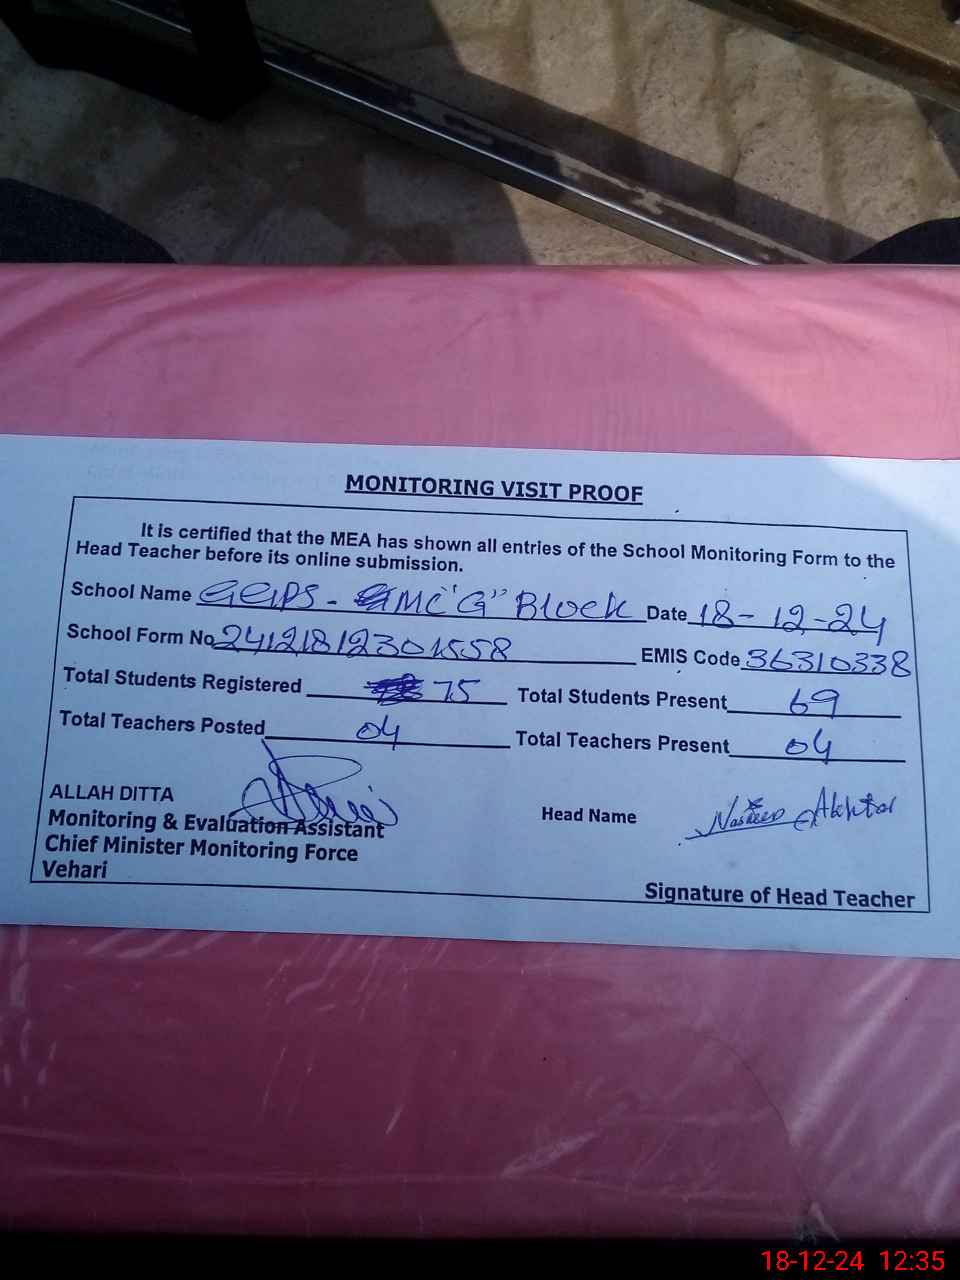 MONITORING VISIT PROOF
It is certified that the MEA has shown all entries of the School Monitoring Form to the
Head Teacher before its online submission.
School Name GGPS - MC "G" Block Date 18-12-24
School Form No 24121812301558 EMIS Code 36310338
Total Students Registered 75 Total Students Present 69
Total Teachers Posted 04 Total Teachers Present 04
ALLAH DITTA
Monitoring & Evaluation Assistant
Head Name Nasreen Akhtar
Chief Minister Monitoring Force
Vehari
Signature of Head Teacher
18-12-24 12:35